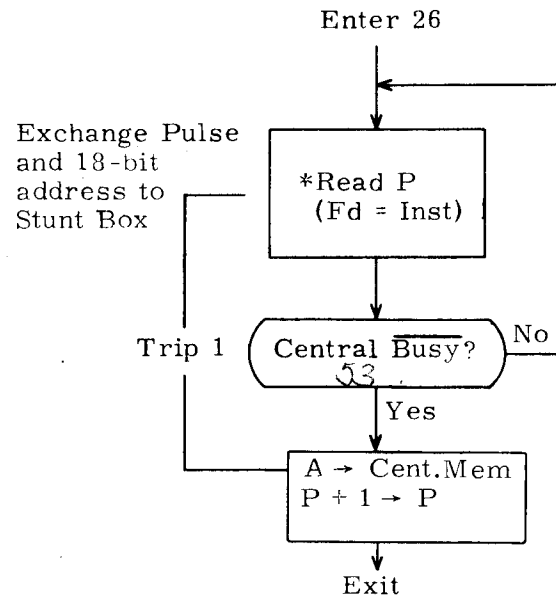 Enter 26
Exchange Pulse
and 18-bit
address to
Stunt Box
*Read P
(Fd = Inst)
Trip 1
Central Busy?
No
53
Yes
A → Cent.Mem
P + 1 → P
Exit